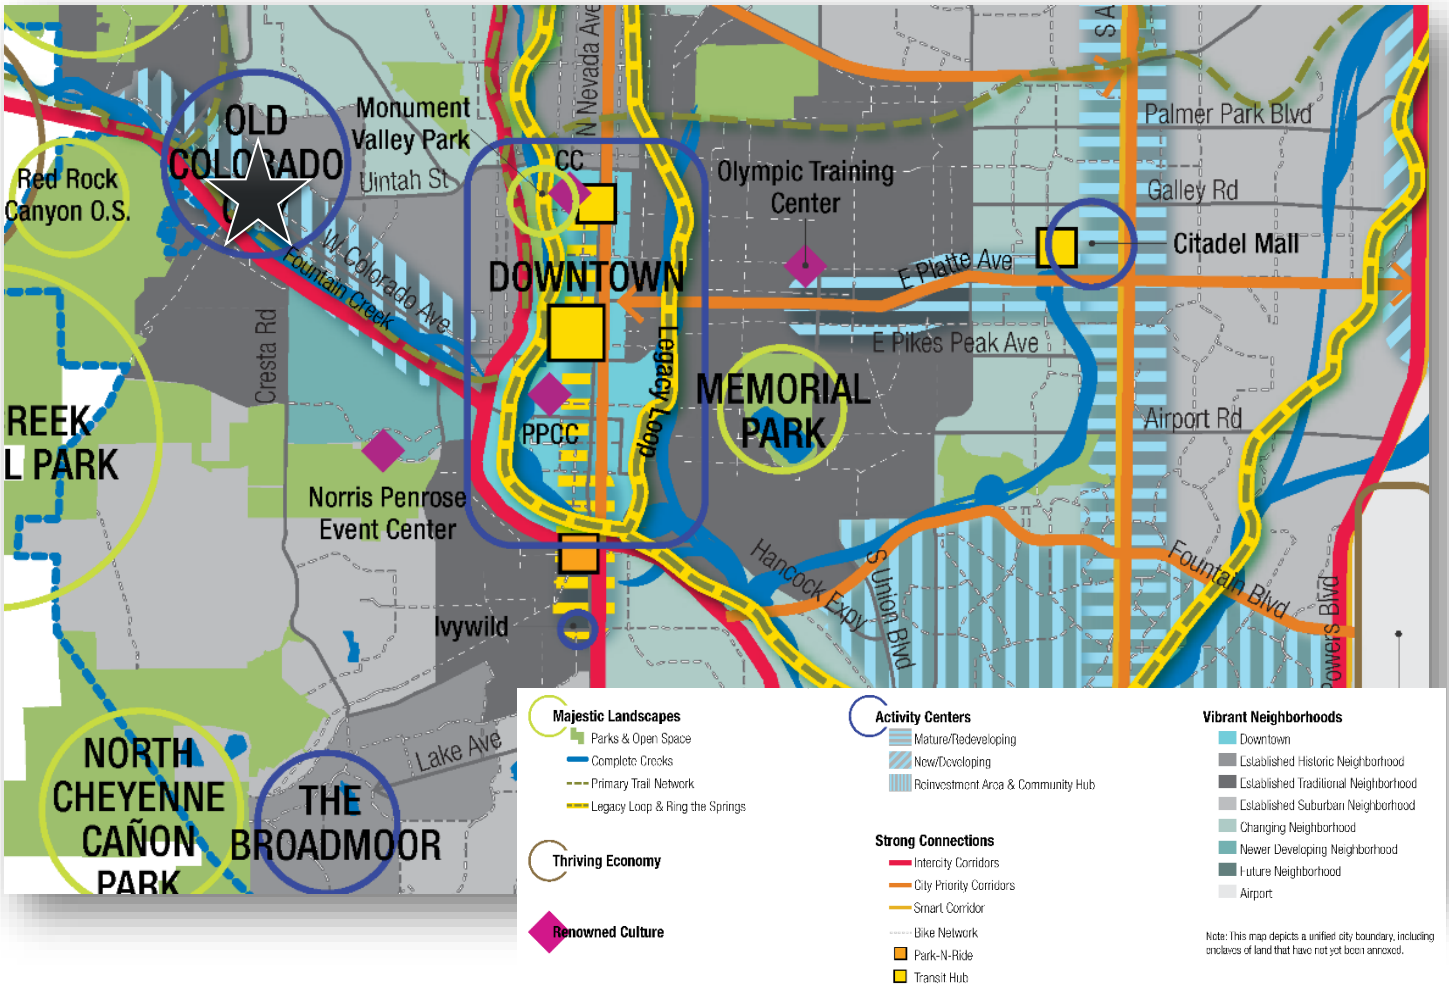 N Nevada Ave
S A
OLD
COLORADO
Monument
Valley Park
Uintah St
CC
Palmer Park Blvd
Red Rock
Canyon O.S.
Olympic Training
Center
Galley Rd
Citadel Mall
W Colorado Ave
Fountain Creek
DOWNTOWN
E Platte Ave
Cresta Rd
Legacy Loop
E Pikes Peak Ave
REEK
L PARK
MEMORIAL
PARK
Airport Rd
PPCC
Norris Penrose
Event Center
Hancock Expy
S Union Blvd
Fountain Blvd
Powers Blvd
Ivywild
Lake Ave
NORTH
CHEYENNE
CAÑON
PARK
THE
BROADMOOR
Majestic Landscapes
Parks & Open Space
Complete Creeks
Primary Trail Network
Legacy Loop & Ring the Springs
Thriving Economy
Renowned Culture
Activity Centers
Mature/Redeveloping
New/Developing
Reinvestment Area & Community Hub
Strong Connections
Intercity Corridors
City Priority Corridors
Smart Corridor
Bike Network
Park-N-Ride
Transit Hub
Vibrant Neighborhoods
Downtown
Established Historic Neighborhood
Established Traditional Neighborhood
Established Suburban Neighborhood
Changing Neighborhood
Newer Developing Neighborhood
Future Neighborhood
Airport
Note: This map depicts a unified city boundary, including
enclaves of land that have not yet been annexed.